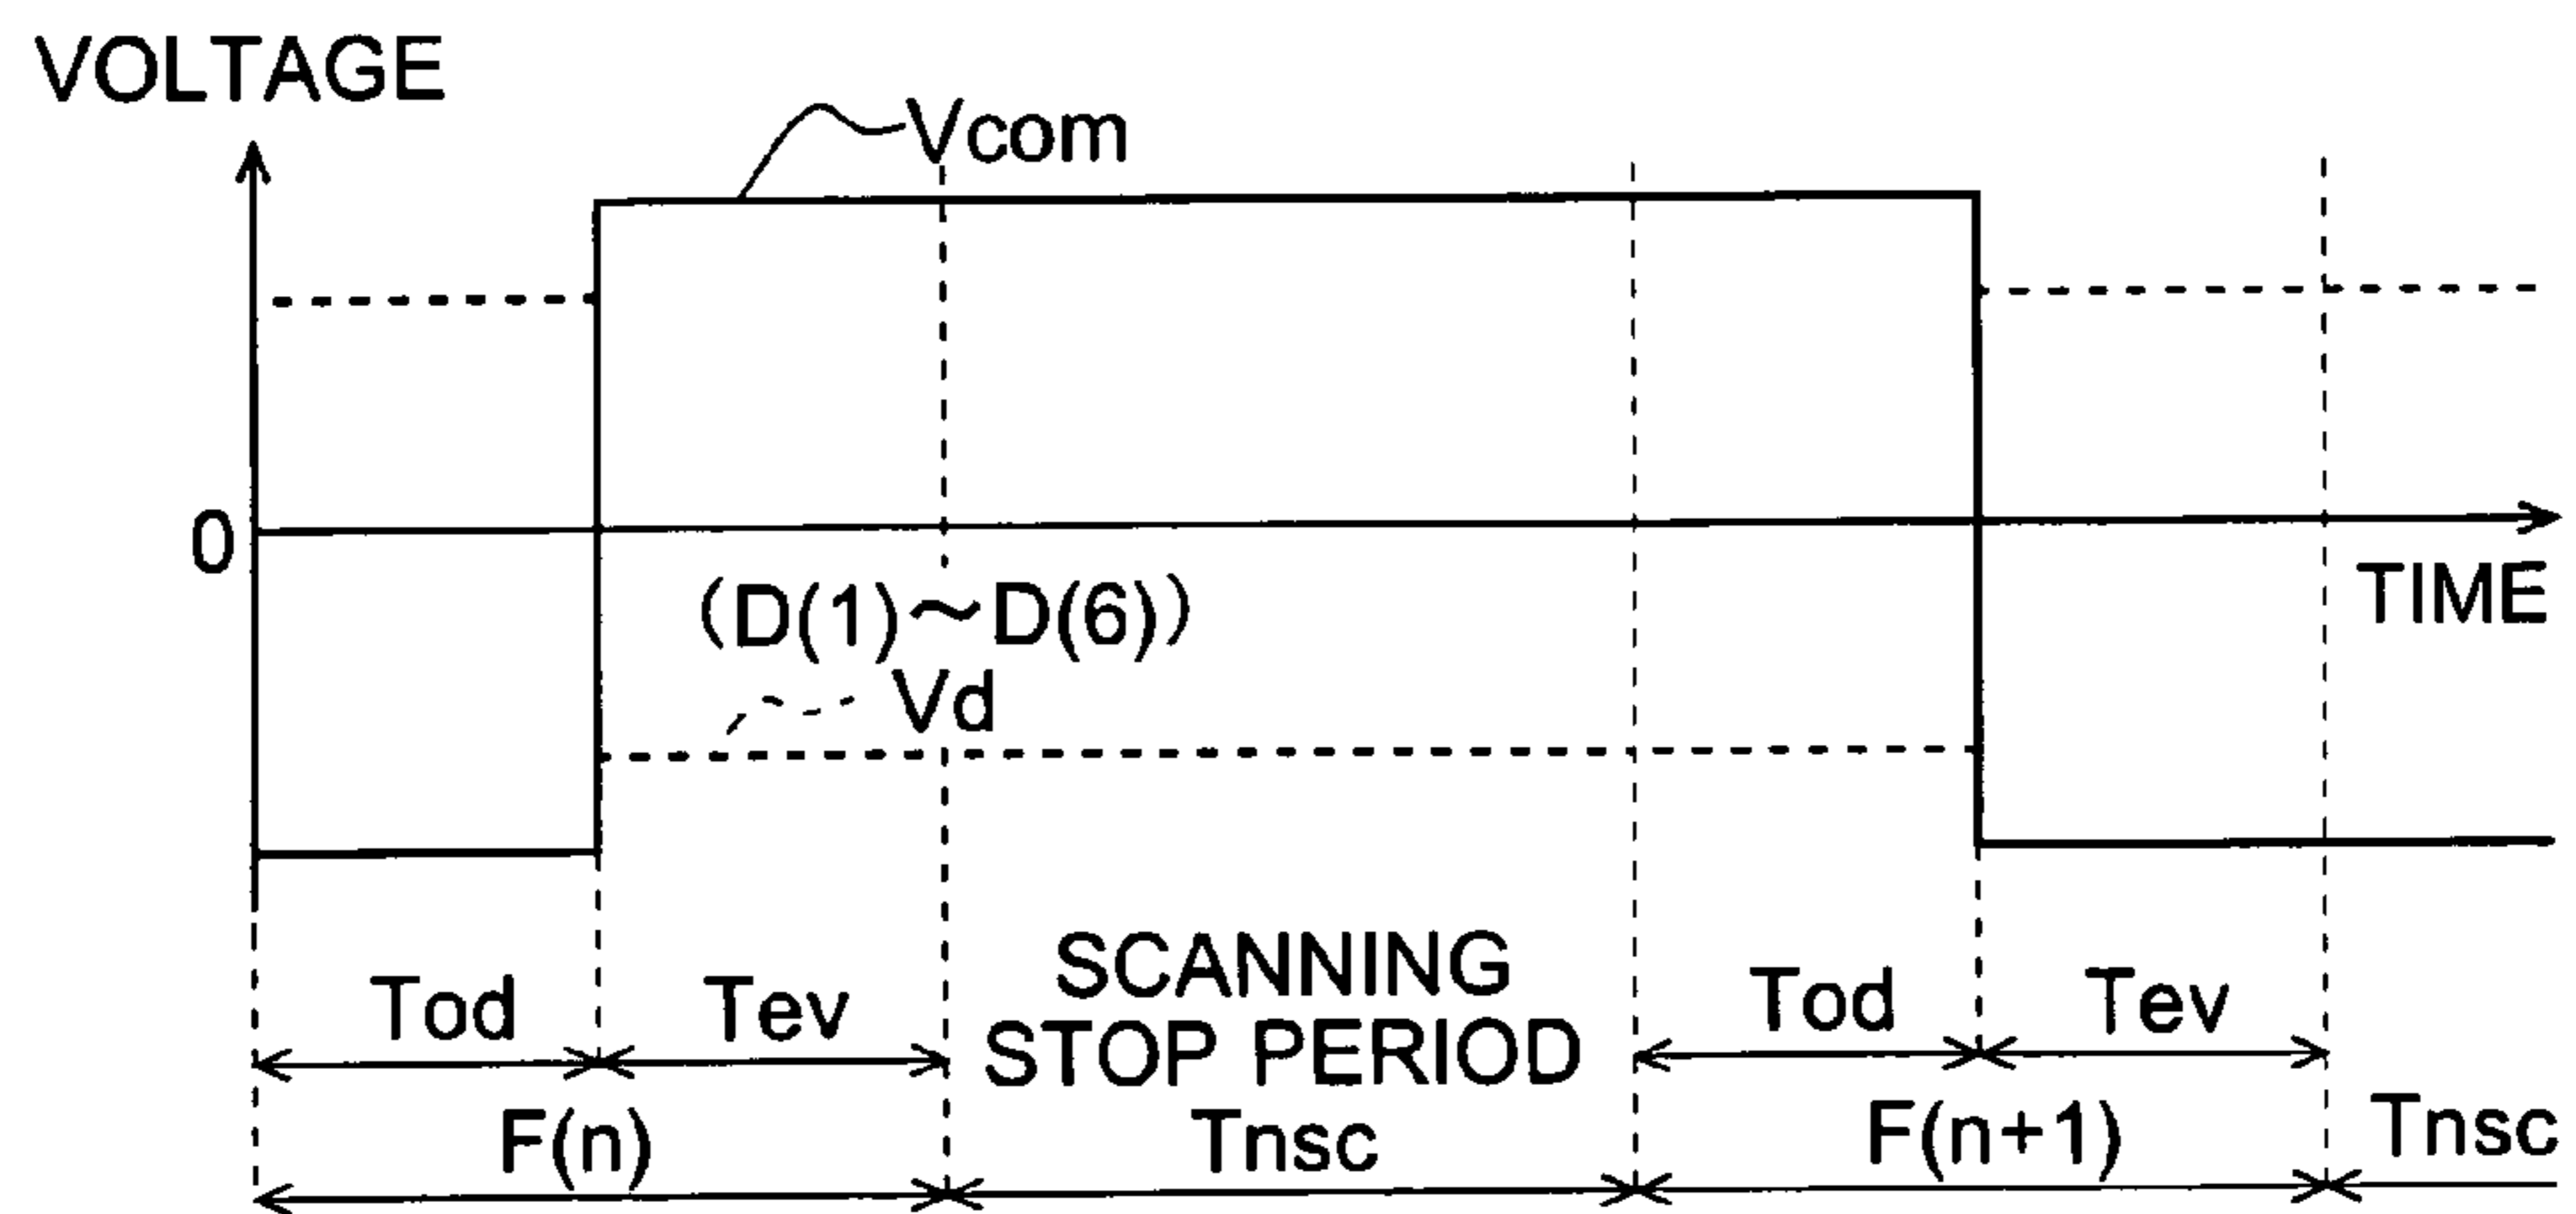 VOLTAGE
Vcom
0
TIME
(D(1)~D(6))
Vd
Tod
Tev
SCANNING
STOP PERIOD
Tod
Tev
F(n)
Tnsc
F(n+1)
Tnsc